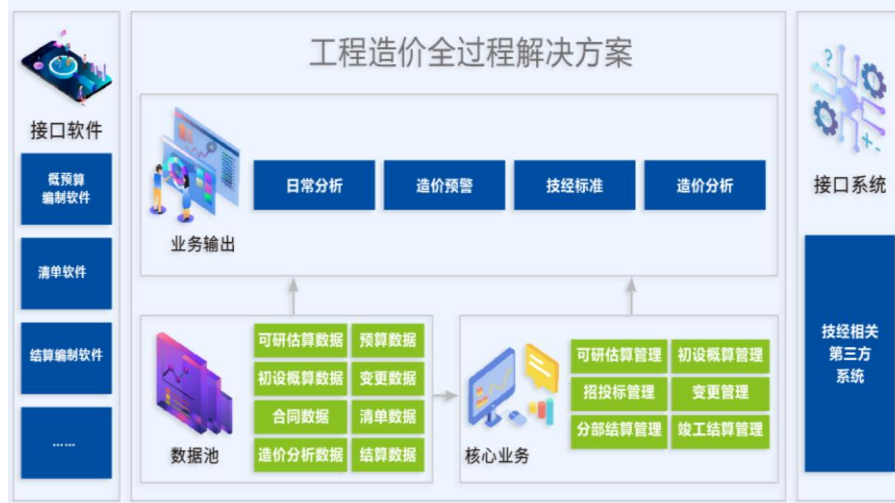 工程造价全过程解决方案
接口软件
概预算
编制软件
清单软件
结算编制软件
......
日常分析
造价预警
技经标准
造价分析
业务输出
可研估算数据
预算数据
初设概算数据
变更数据
合同数据
清单数据
造价分析数据
结算数据
数据池
可研估算管理
初设概算管理
招投标管理
变更管理
分部结算管理
竣工结算管理
核心业务
?
接口系统
技经相关
第三方
系统